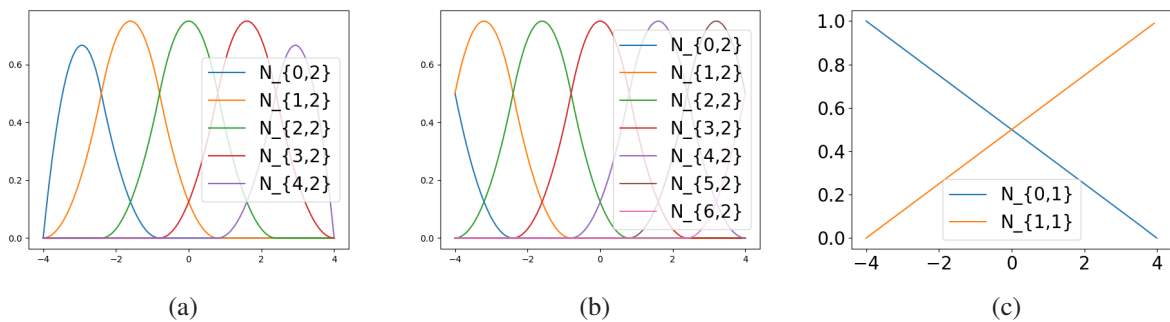 0.6
0.4
0.2
0.0
−4 −2 0 2 4
N_{0,2}
N_{1,2}
N_{2,2}
N_{3,2}
N_{4,2}
(a)
0.6
0.4
0.2
0.0
−4 −2 0 2 4
N_{0,2}
N_{1,2}
N_{2,2}
N_{3,2}
N_{4,2}
N_{5,2}
N_{6,2}
(b)
1.0
0.8
0.6
0.4
0.2
0.0
−4 −2 0 2 4
N_{0,1}
N_{1,1}
(c)